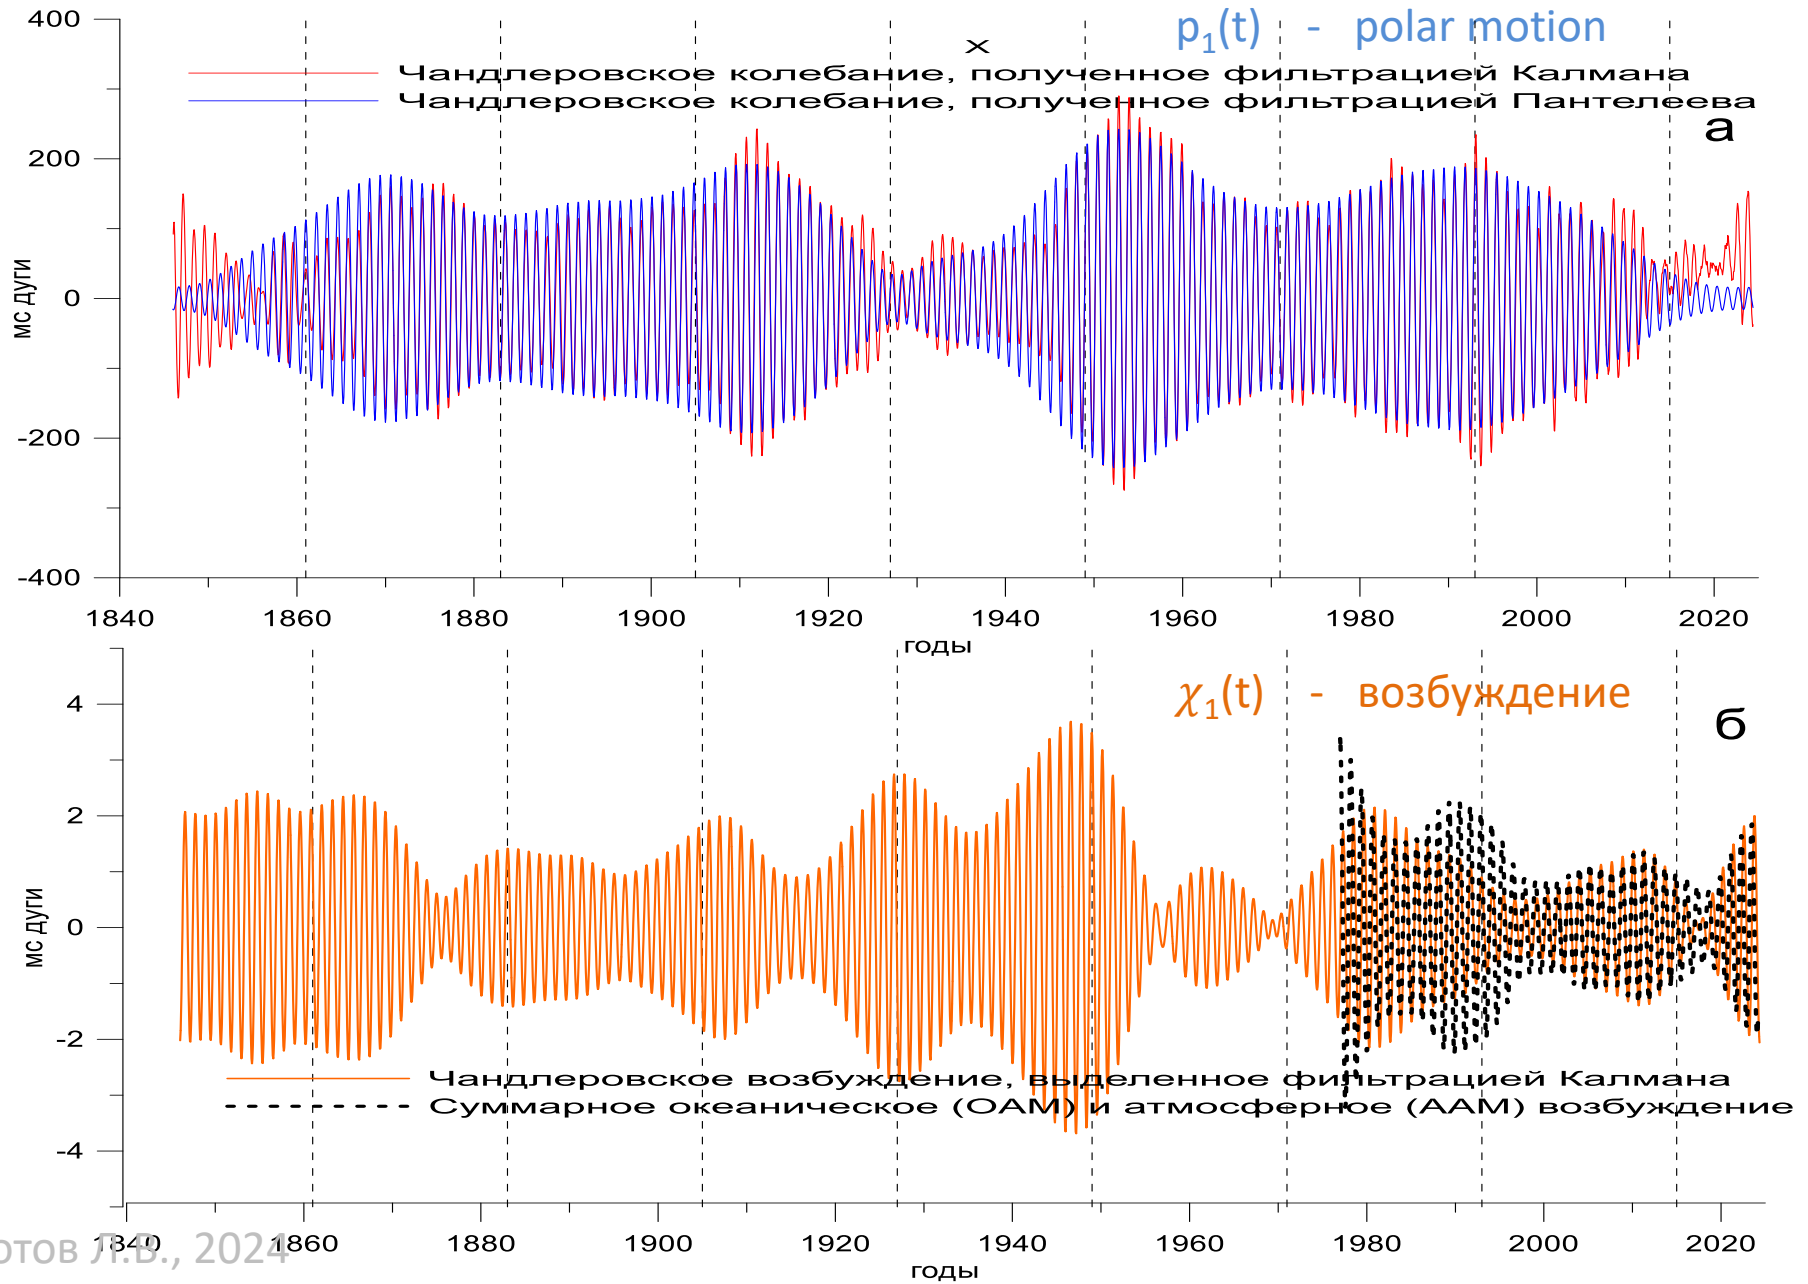 400
p₁(t) - polar motion
x
Чандлеровское колебание, полученное фильтрацией Калмана
Чандлеровское колебание, полученное фильтрацией Пантелеева
а
200
0
-200
-400
мс дуги
1840 1860 1880 1900 1920 1940 1960 1980 2000 2020
годы
χ₁(t) - возбуждение
б
4
2
0
-2
-4
мс дуги
Чандлеровское возбуждение, выделенное фильтрацией Калмана
Суммарное океаническое (OAM) и атмосферное (AAM) возбуждение
1840 1860 1880 1900 1920 1940 1960 1980 2000 2020
отов Л.В., 2024
годы